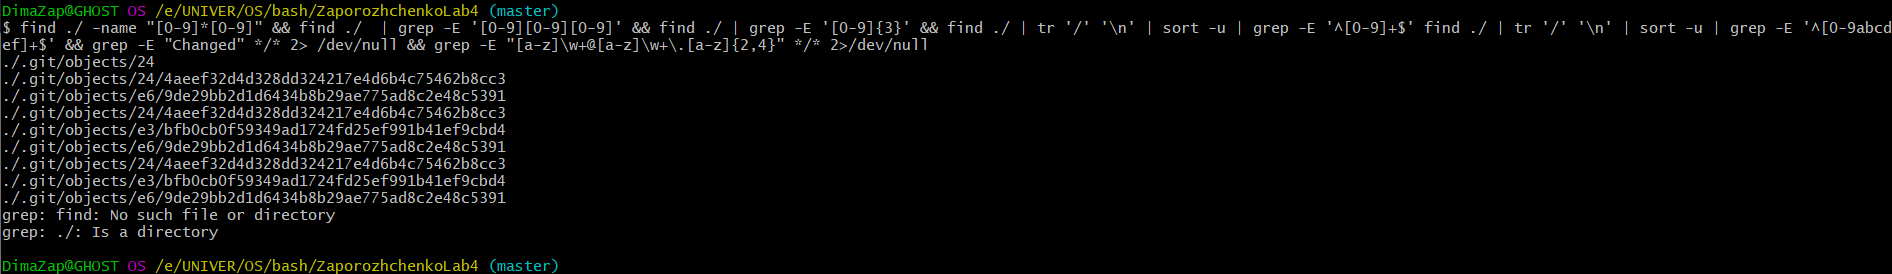 DimaZap@GHOST OS /e/UNIVER/OS/bash/ZaporozhchenkoLab4 (master)
$ find ./ -name "[0-9]*[0-9]" && find ./  | grep -E '[0-9][0-9][0-9]' && find ./ | grep -E '[0-9]{3}' && find ./ | tr '/' '\n' | sort -u | grep -E '^[0-9]+$' find ./ | tr '/' '\n' | sort -u | grep -E '^[0-9abcd
ef]+$' && grep -E "Changed" */* 2> /dev/null && grep -E "[a-z]\w+@[a-z]\w+\.[a-z]{2,4}" */* 2>/dev/null
./.git/objects/24
./.git/objects/24/4aeef32d4d328dd324217e4d6b4c75462b8cc3
./.git/objects/e6/9de29bb2d1d6434b8b29ae775ad8c2e48c5391
./.git/objects/24/4aeef32d4d328dd324217e4d6b4c75462b8cc3
./.git/objects/e3/bfb0cb0f59349ad1724fd25ef991b41ef9cbd4
./.git/objects/e6/9de29bb2d1d6434b8b29ae775ad8c2e48c5391
./.git/objects/24/4aeef32d4d328dd324217e4d6b4c75462b8cc3
./.git/objects/e3/bfb0cb0f59349ad1724fd25ef991b41ef9cbd4
./.git/objects/e6/9de29bb2d1d6434b8b29ae775ad8c2e48c5391
grep: find: No such file or directory
grep: ./: Is a directory
DimaZap@GHOST OS /e/UNIVER/OS/bash/ZaporozhchenkoLab4 (master)